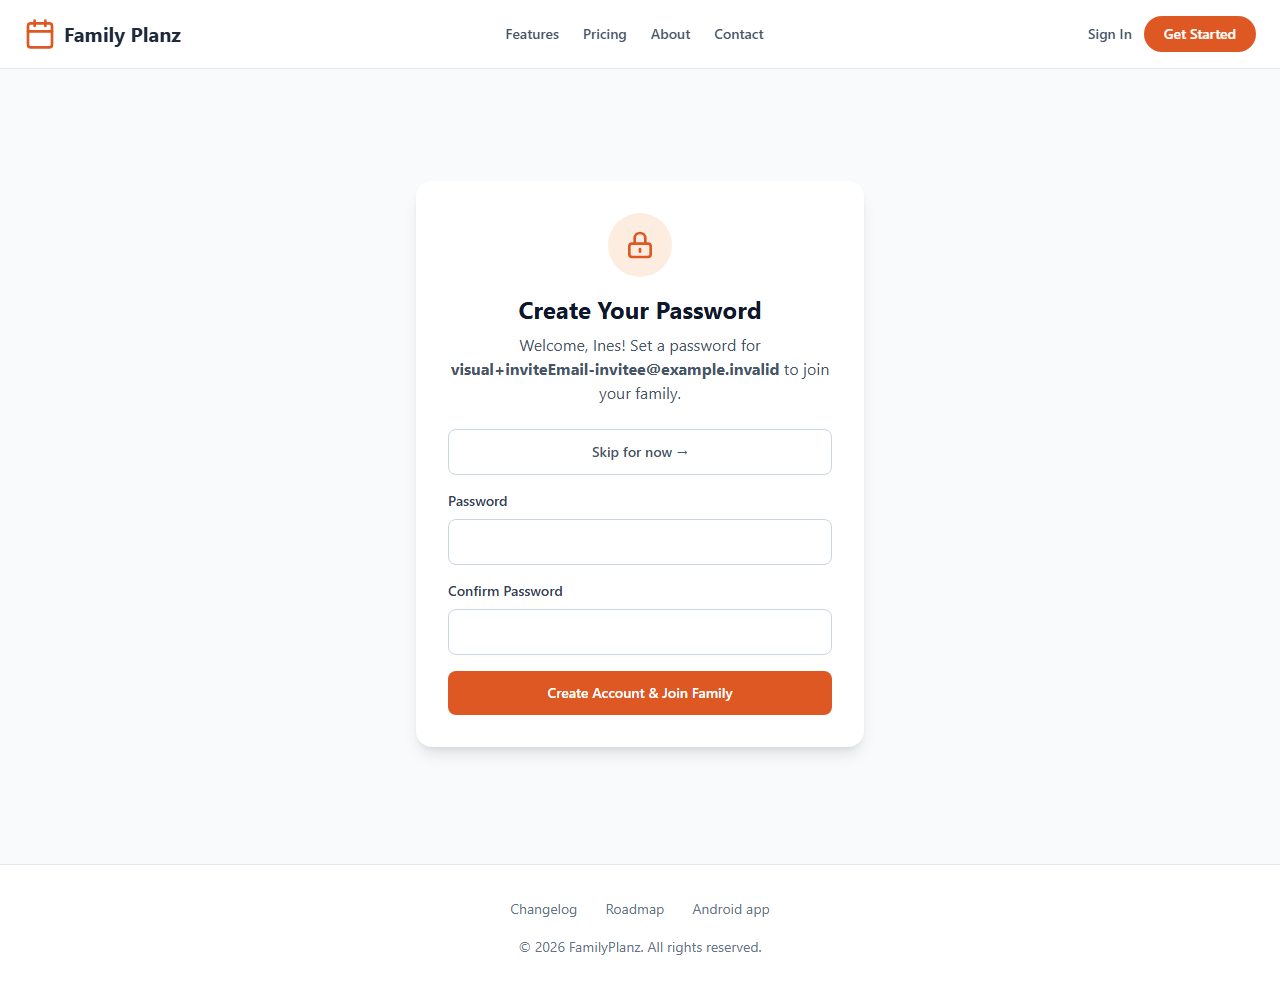 Family Planz
Features Pricing About Contact
Sign In Get Started
Create Your Password
Welcome, Ines! Set a password for
visual+inviteEmail-invitee@example.invalid to join
your family.
Skip for now →
Password
Confirm Password
Create Account & Join Family
Changelog Roadmap Android app
© 2026 FamilyPlanz. All rights reserved.